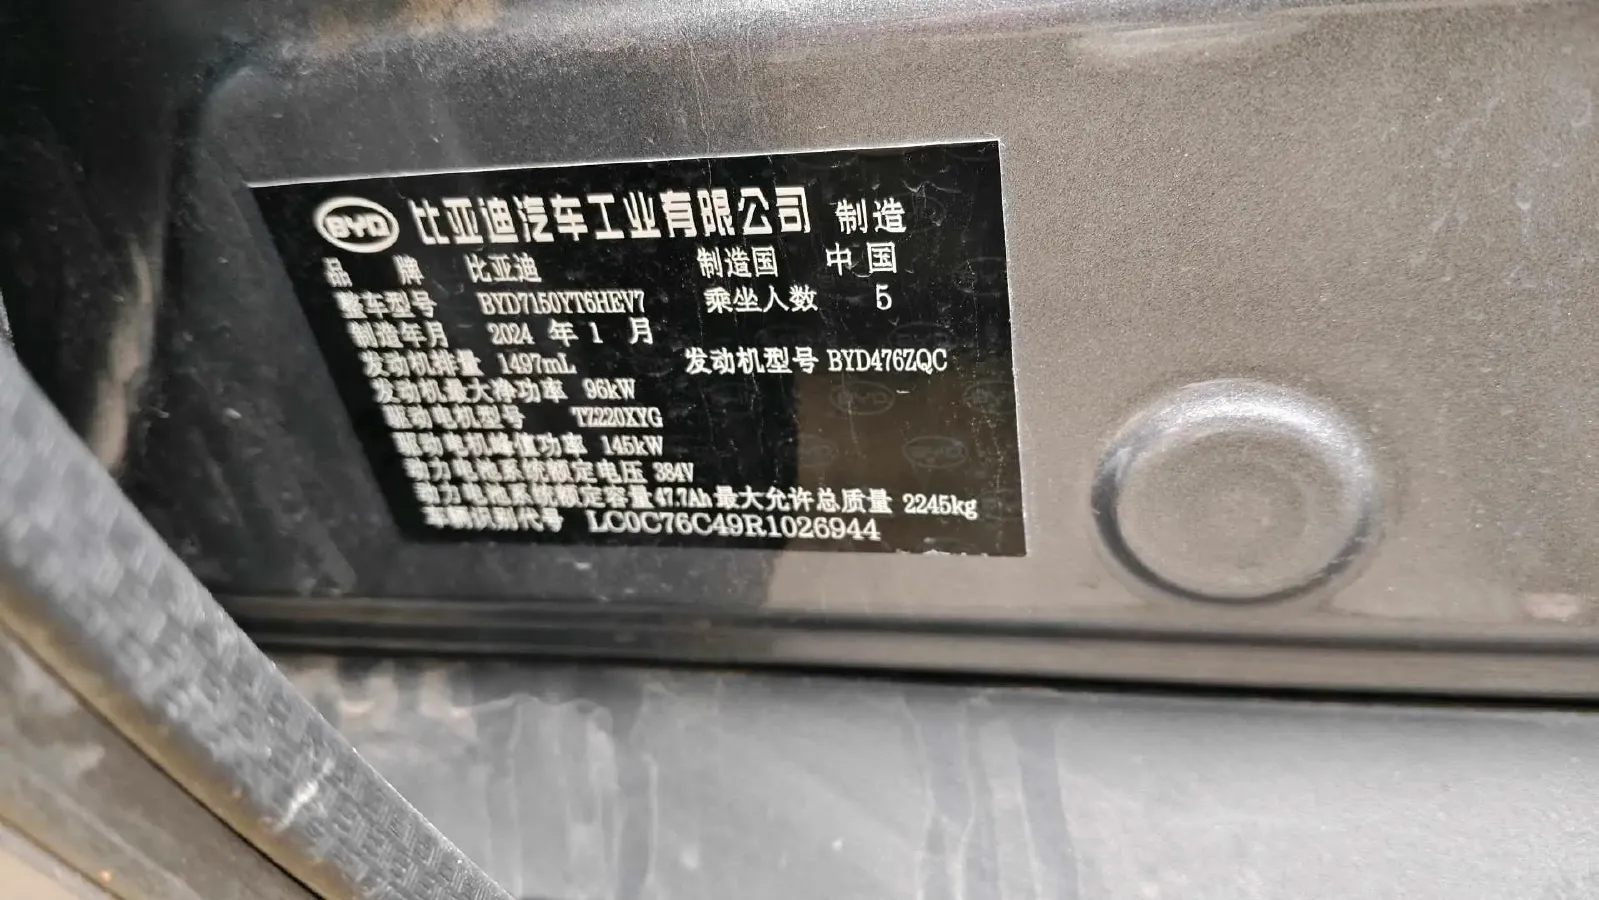 BYD 比亚迪汽车工业有限公司 制造
品 牌 比亚迪 制造国 中国
整车型号 BYD7150YT6HEV7 乘坐人数 5
制造年月 2024 年 1 月
发动机排量 1497mL 发动机型号 BYD476ZQC
发动机最大净功率 96kW
驱动电机型号 TZ220XYG
驱动电机峰值功率 145kW
动力电池系统额定电压 384V
动力电池系统额定容量 47.7Ah 最大允许总质量 2245kg
车辆识别代号 LC0C76C49R1026944